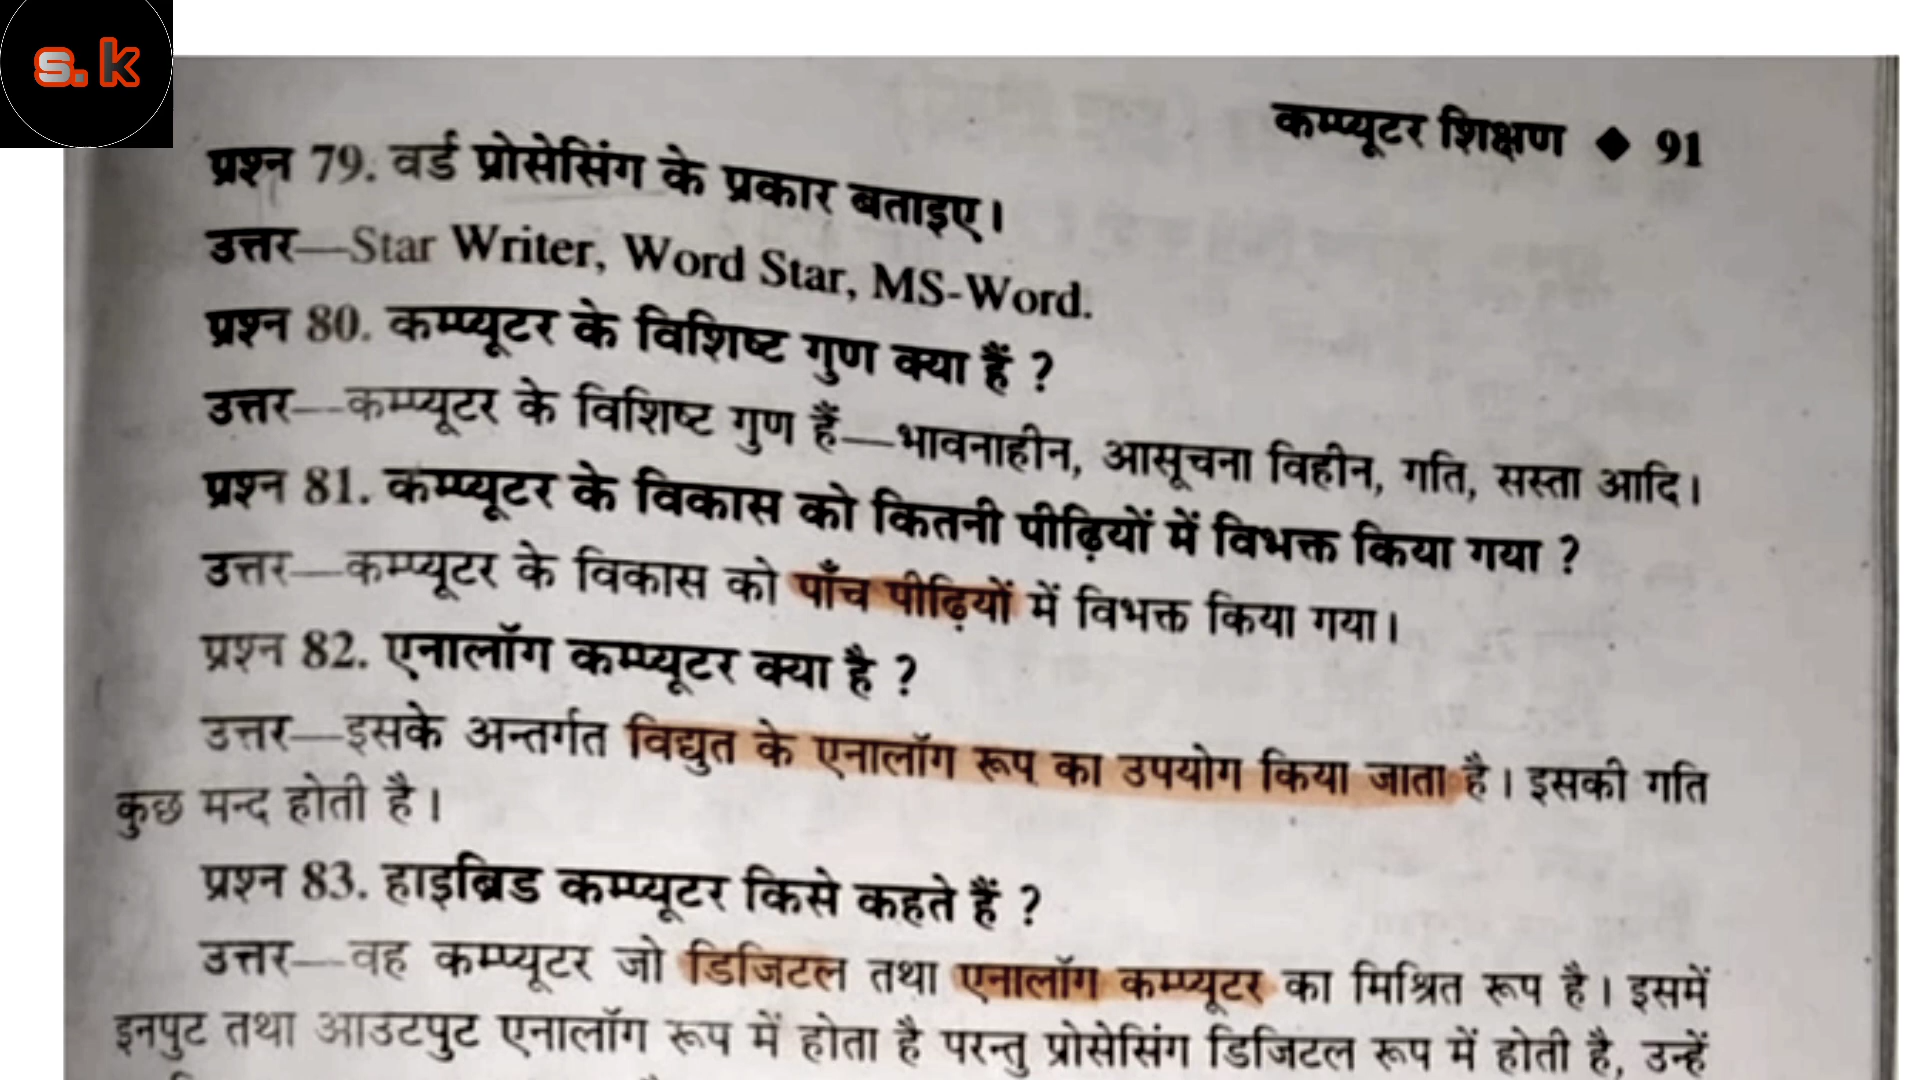 s.k
कम्प्यूटर शिक्षण ◆ 91
प्रश्न 79. वर्ड प्रोसेसिंग के प्रकार बताइए।
उत्तर—Star Writer, Word Star, MS-Word.
प्रश्न 80. कम्प्यूटर के विशिष्ट गुण क्या हैं ?
उत्तर—कम्प्यूटर के विशिष्ट गुण हैं—भावनाहीन, आसूचना विहीन, गति, सस्ता आदि।
प्रश्न 81. कम्प्यूटर के विकास को कितनी पीढ़ियों में विभक्त किया गया ?
उत्तर—कम्प्यूटर के विकास को पाँच पीढ़ियों में विभक्त किया गया।
प्रश्न 82. एनालॉग कम्प्यूटर क्या है ?
उत्तर—इसके अन्तर्गत विद्युत के एनालॉग रूप का उपयोग किया जाता है। इसकी गति
कुछ मन्द होती है।
प्रश्न 83. हाइब्रिड कम्प्यूटर किसे कहते हैं ?
उत्तर—वह कम्प्यूटर जो डिजिटल तथा एनालॉग कम्प्यूटर का मिश्रित रूप है। इसमें
इनपुट तथा आउटपुट एनालॉग रूप में होता है परन्तु प्रोसेसिंग डिजिटल रूप में होती है, उन्हें